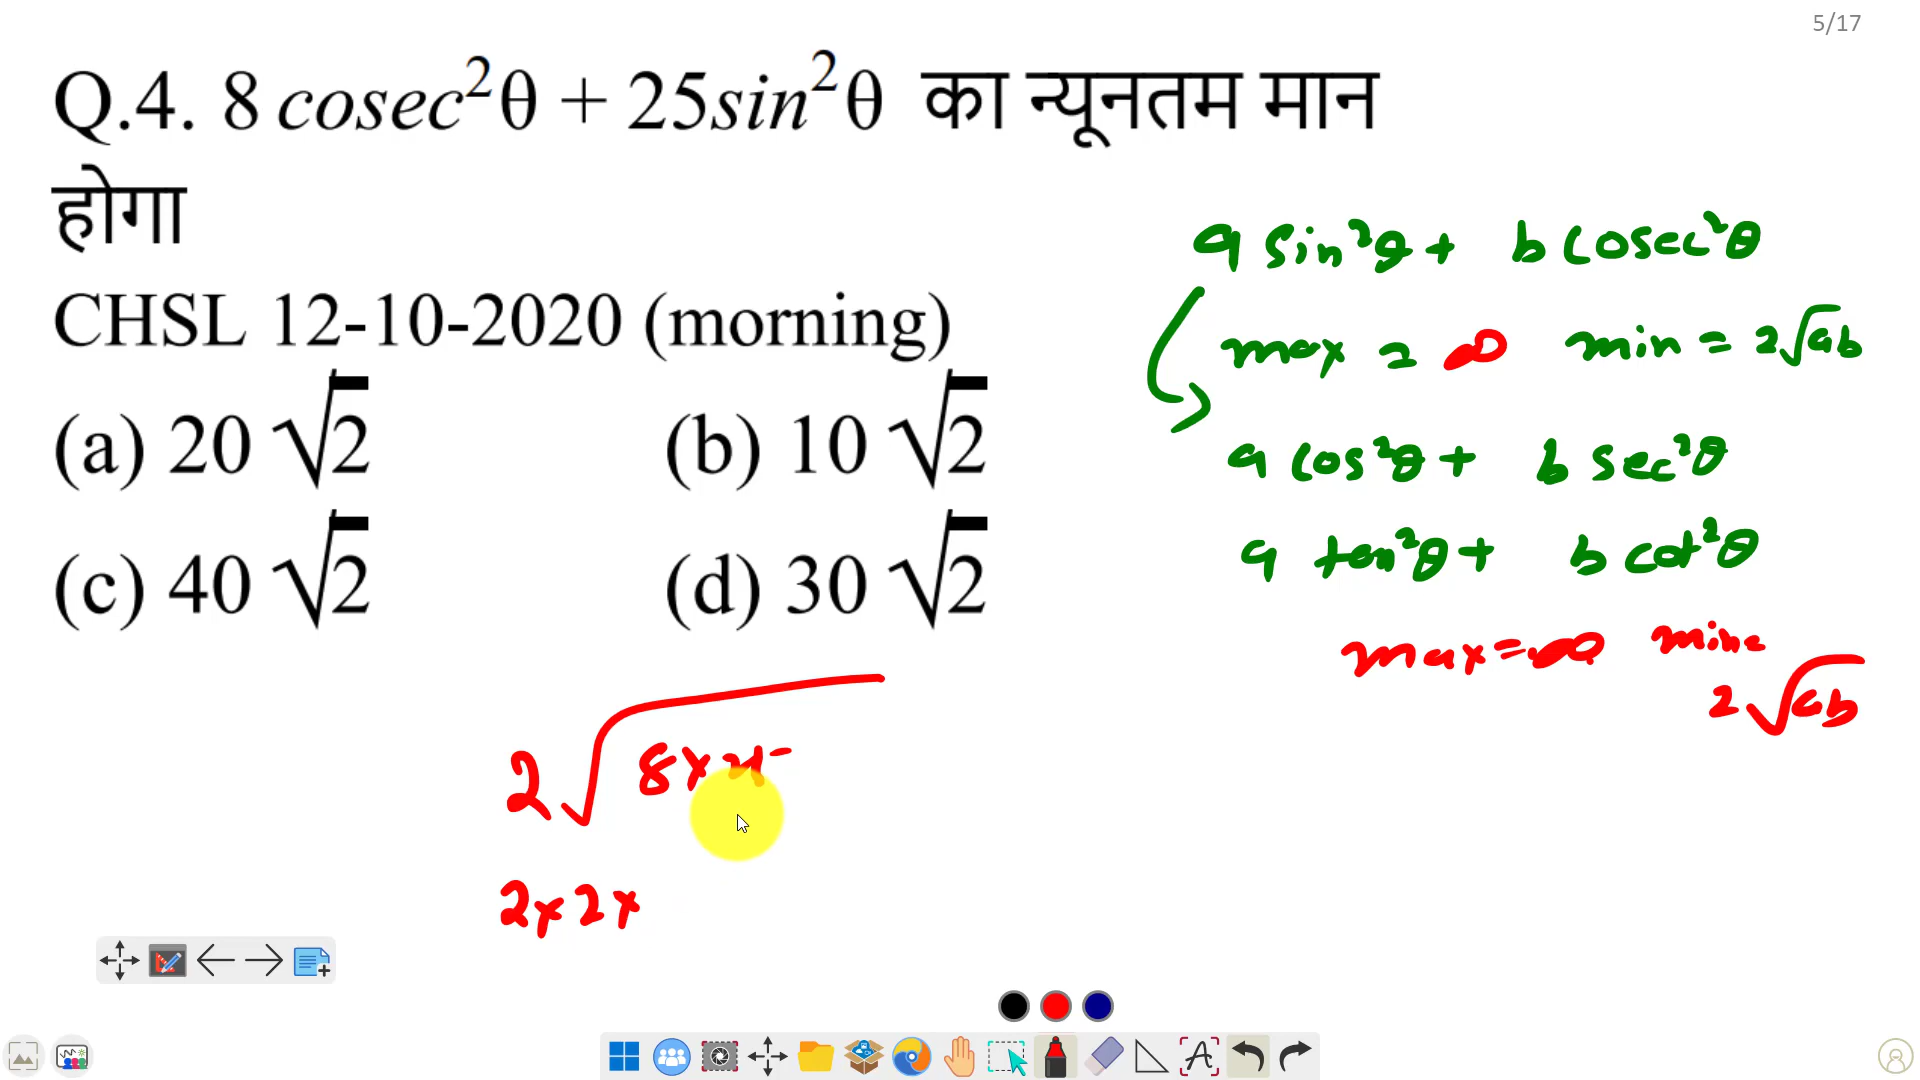 5/17
Q.4. 8 cosec²θ + 25sin²θ का न्यूनतम मान
होगा
CHSL 12-10-2020 (morning)
(a) 20 √2 (b) 10 √2
(c) 40 √2 (d) 30 √2
a sin²θ + b cosec²θ
max = ∞ min = 2√ab
a cos²θ + b sec²θ
a tan²θ + b cot²θ
max = ∞ min =
2√ab
2√8×25
2×2×